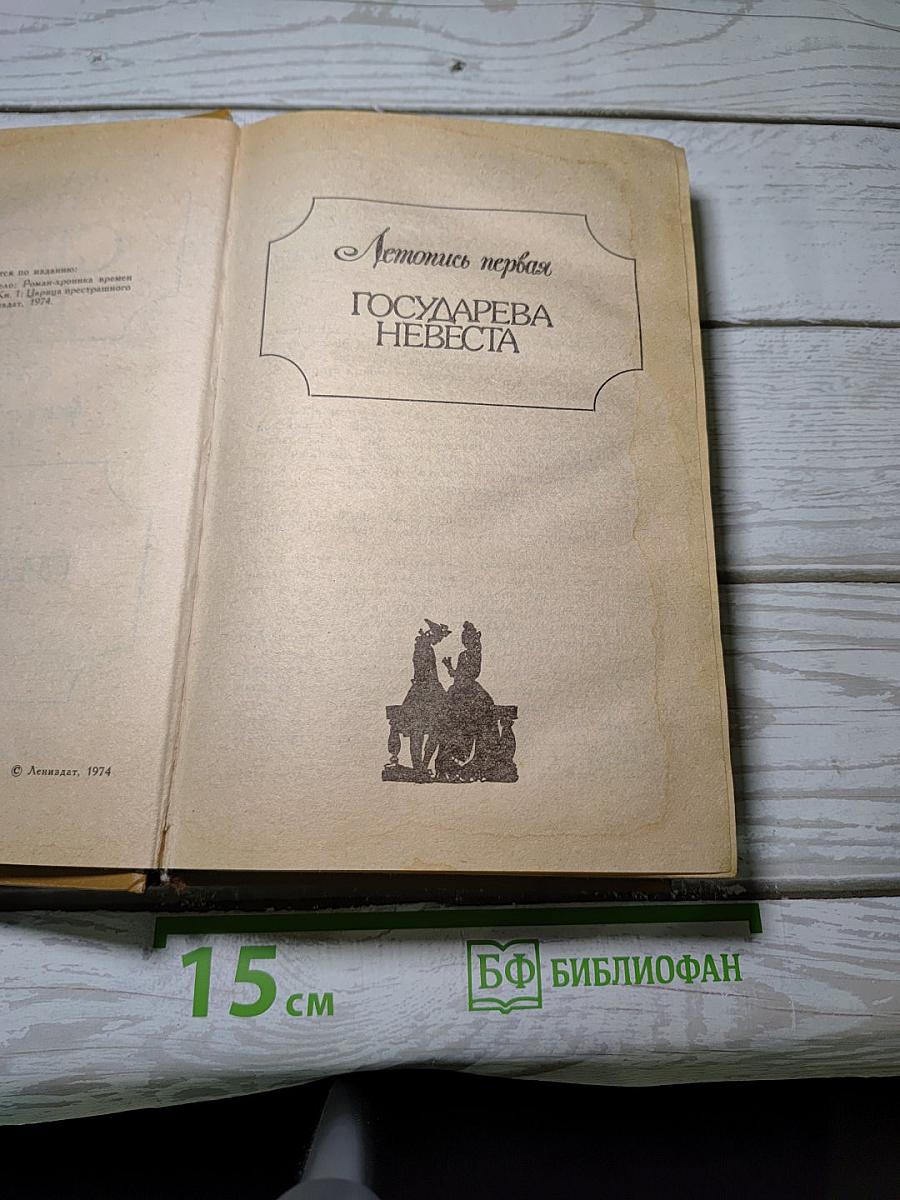 тся по изданию:
ло: Роман-хроника времен
Кн. 1: Царица престрашного
здат, 1974.
© Лениздат, 1974
Летопись первая
ГОСУДАРЕВА
НЕВЕСТА
15 см
БФ БИБЛИОФАН